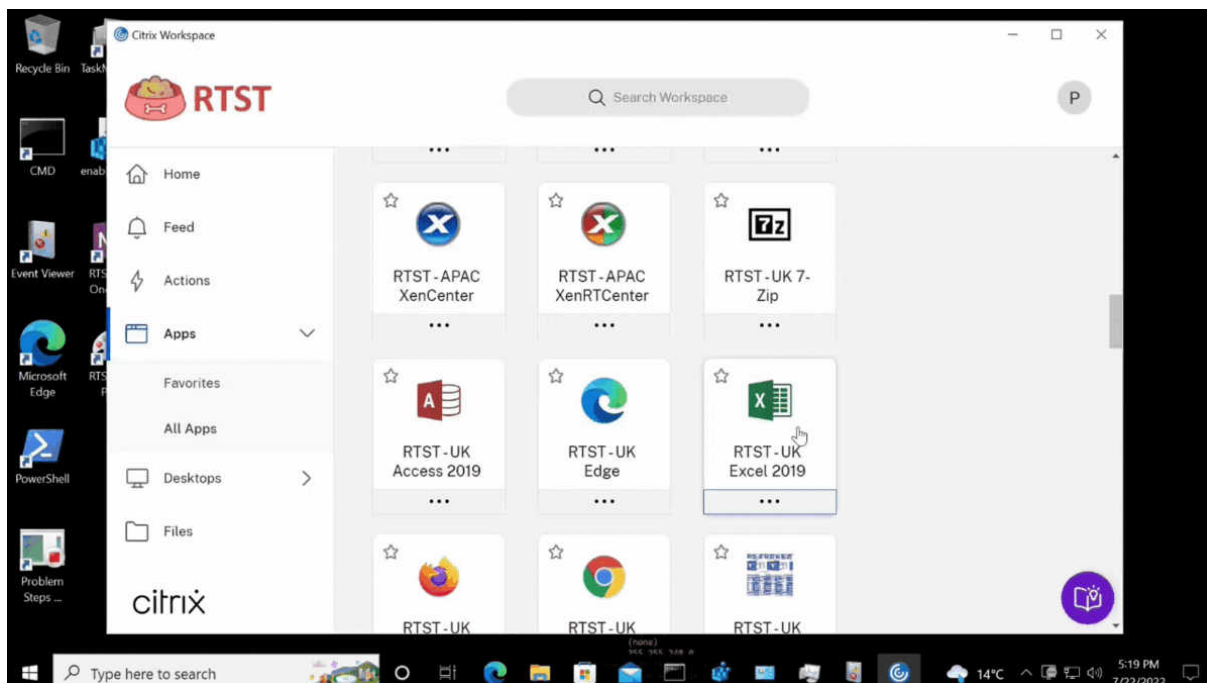 Citrix Workspace
RTST
Search Workspace
P
Recycle Bin
CMD
Event Viewer
Microsoft
Edge
PowerShell
Problem
Steps ...
Home
Feed
Actions
Apps
Favorites
All Apps
Desktops
Files
citrix
RTST - APAC
XenCenter
RTST - APAC
XenRTCenter
7z
RTST - UK 7-
Zip
A
RTST - UK
Access 2019
RTST - UK
Edge
X
RTST - UK
Excel 2019
RTST - UK
RTST - UK
RTST - UK
(none)
Type here to search
14°C
5:19 PM